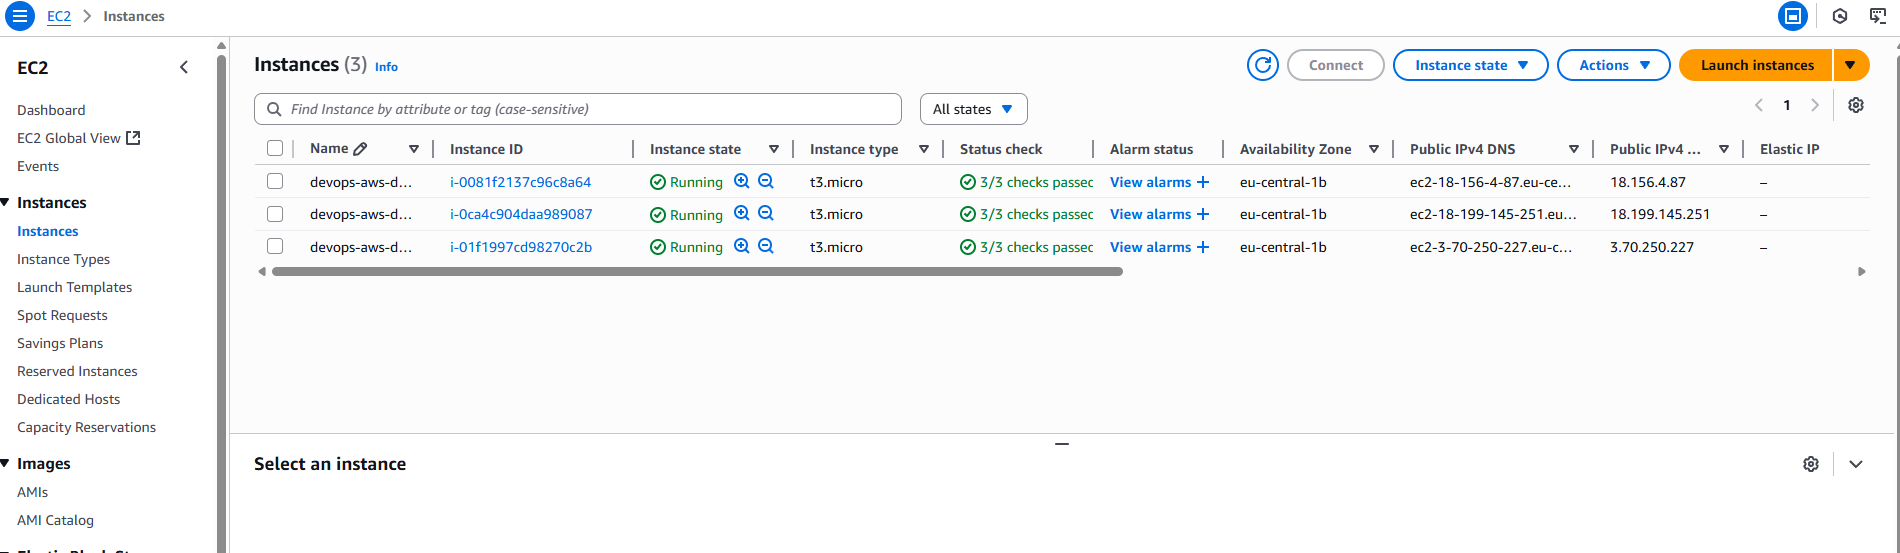 EC2 > Instances
EC2
Dashboard
EC2 Global View
Events
Instances
Instances
Instance Types
Launch Templates
Spot Requests
Savings Plans
Reserved Instances
Dedicated Hosts
Capacity Reservations
Images
AMIs
AMI Catalog
Instances (3) Info
Connect Instance state Actions Launch instances
Find Instance by attribute or tag (case-sensitive) All states 1
Name Instance ID Instance state Instance type Status check Alarm status Availability Zone Public IPv4 DNS Public IPv4 ... Elastic IP
devops-aws-d... i-0081f2137c96c8a64 Running t3.micro 3/3 checks passec View alarms + eu-central-1b ec2-18-156-4-87.eu-ce... 18.156.4.87 –
devops-aws-d... i-0ca4c904daa989087 Running t3.micro 3/3 checks passec View alarms + eu-central-1b ec2-18-199-145-251.eu... 18.199.145.251 –
devops-aws-d... i-01f1997cd98270c2b Running t3.micro 3/3 checks passec View alarms + eu-central-1b ec2-3-70-250-227.eu-c... 3.70.250.227 –
Select an instance